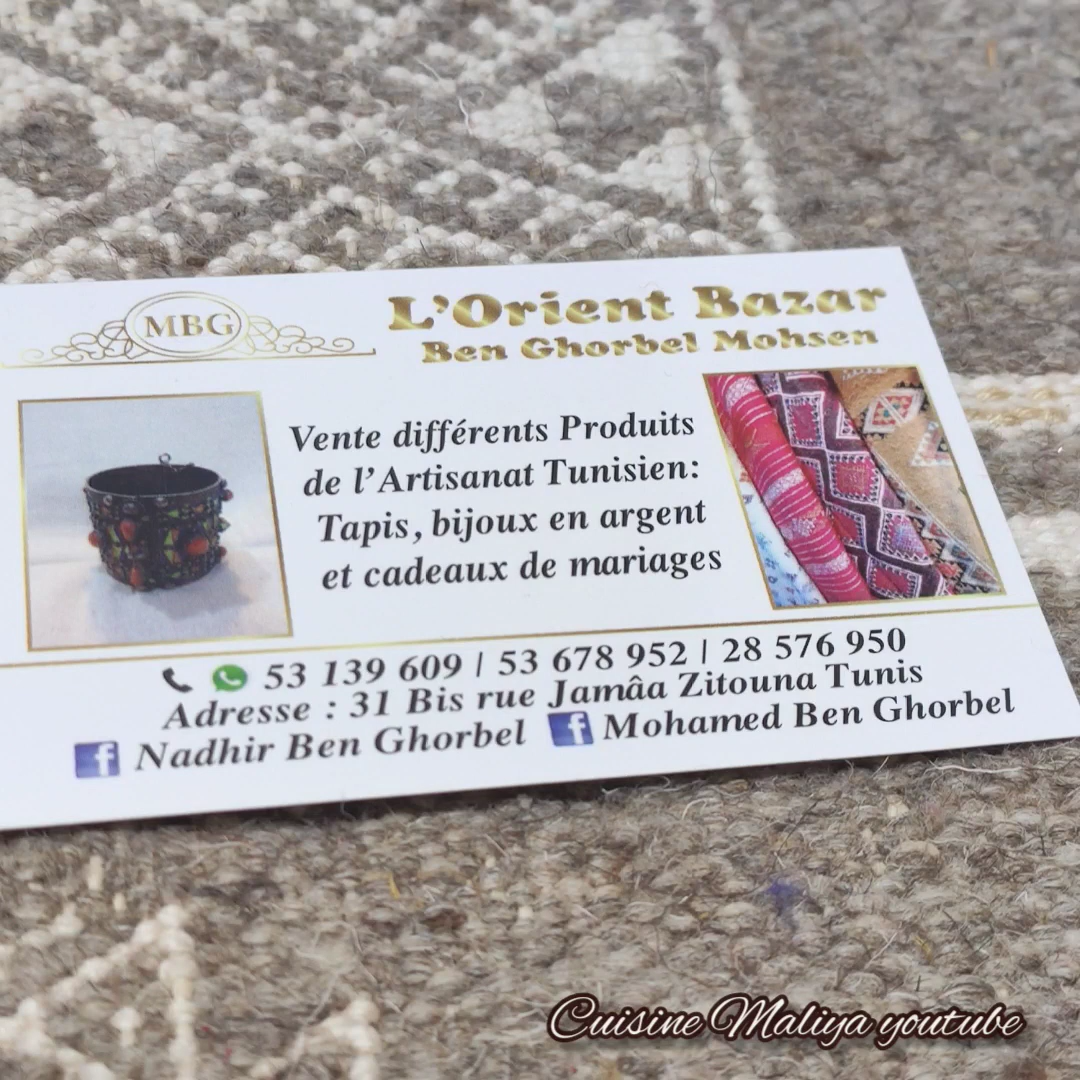 MBG
L'Orient Bazar
Ben Ghorbel Mohsen
Vente différents Produits
de l'Artisanat Tunisien:
Tapis, bijoux en argent
et cadeaux de mariages
53 139 609 | 53 678 952 | 28 576 950
Adresse : 31 Bis rue Jamâa Zitouna Tunis
f Nadhir Ben Ghorbel f Mohamed Ben Ghorbel
Cuisine Maliya youtube